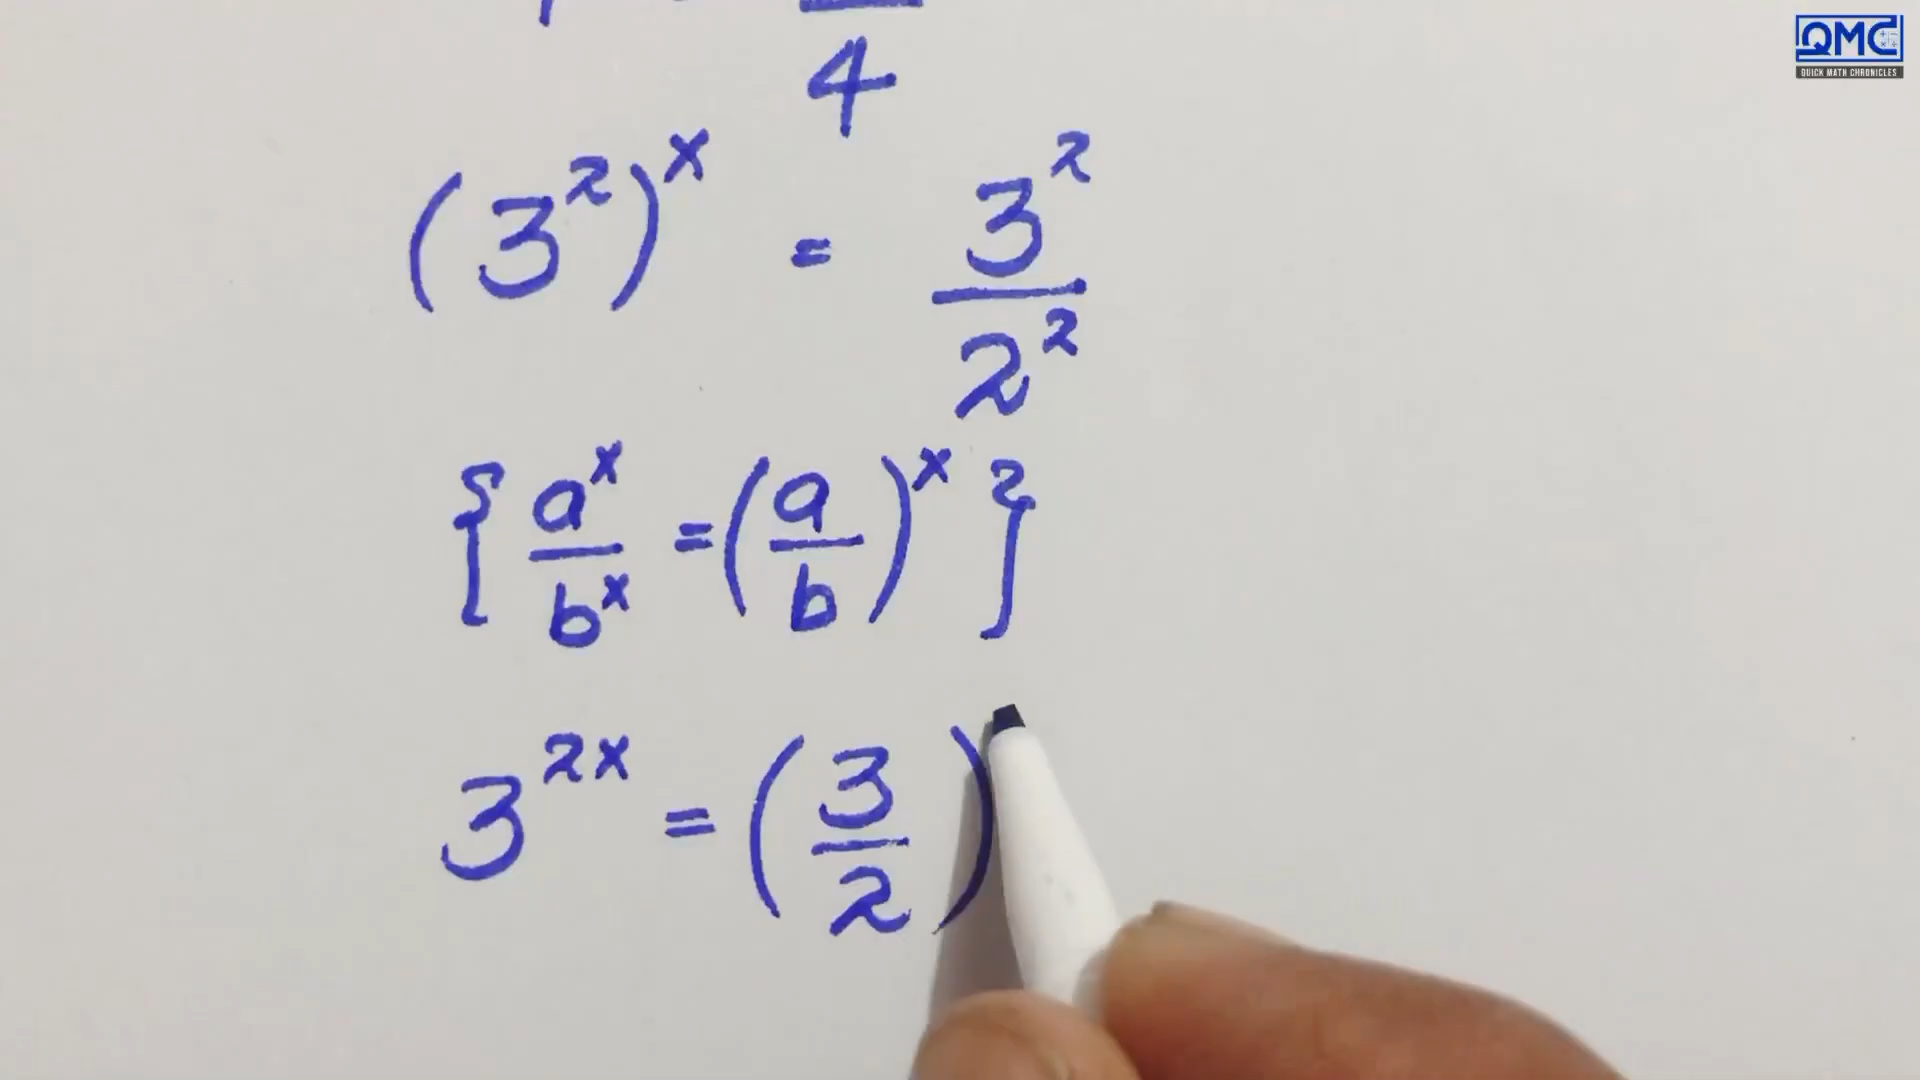 QMC
QUICK MATH CHRONICLES
4
(3²)ˣ = 3²/2²
{aˣ/bˣ = (a/b)ˣ}
3²ˣ = (3/2)